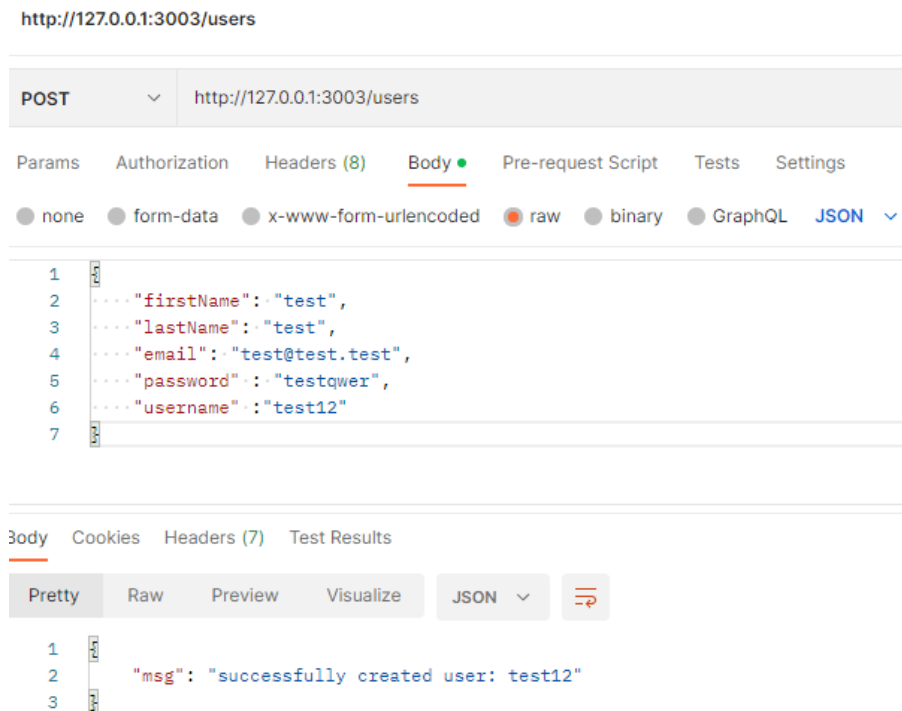 http://127.0.0.1:3003/users
POST http://127.0.0.1:3003/users
Params Authorization Headers (8) Body Pre-request Script Tests Settings
none form-data x-www-form-urlencoded raw binary GraphQL JSON
1 {
2 ····"firstName":·"test",
3 ····"lastName":·"test",
4 ····"email":·"test@test.test",
5 ····"password"·:·"testqwer",
6 ····"username"·:"test12"
7 }
Body Cookies Headers (7) Test Results
Pretty Raw Preview Visualize JSON
1 {
2 "msg": "successfully created user: test12"
3 }